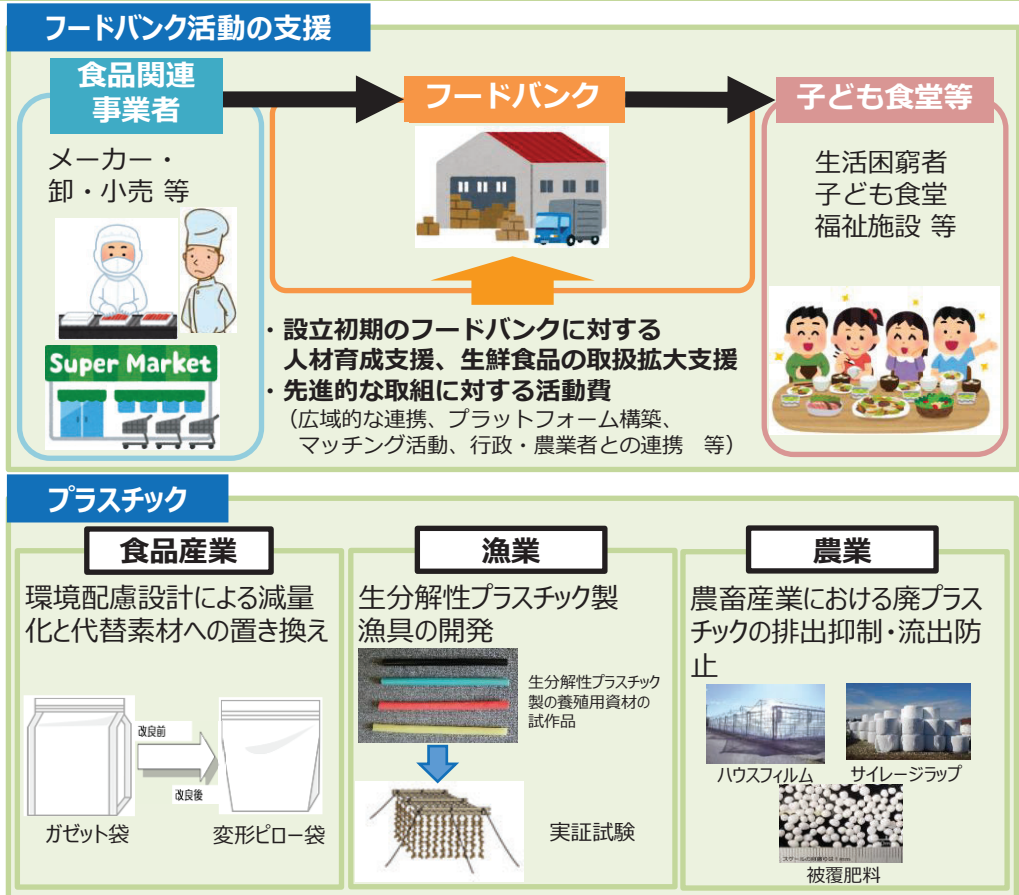 フードバンク活動の支援
食品関連
事業者
フードバンク
子ども食堂等
メーカー・
卸・小売 等
Super Market
生活困窮者
子ども食堂
福祉施設 等
・設立初期のフードバンクに対する
人材育成支援、生鮮食品の取扱拡大支援
・先進的な取組に対する活動費
（広域的な連携、プラットフォーム構築、
マッチング活動、行政・農業者との連携　等）
プラスチック
食品産業
環境配慮設計による減量
化と代替素材への置き換え
改良前
改良後
ガゼット袋
変形ピロー袋
漁業
生分解性プラスチック製
漁具の開発
生分解性プラスチック
製の養殖用資材の
試作品
実証試験
農業
農畜産業における廃プラス
チックの排出抑制・流出防
止
ハウスフィルム
サイレージラップ
スケールの目盛りは1mm
被覆肥料